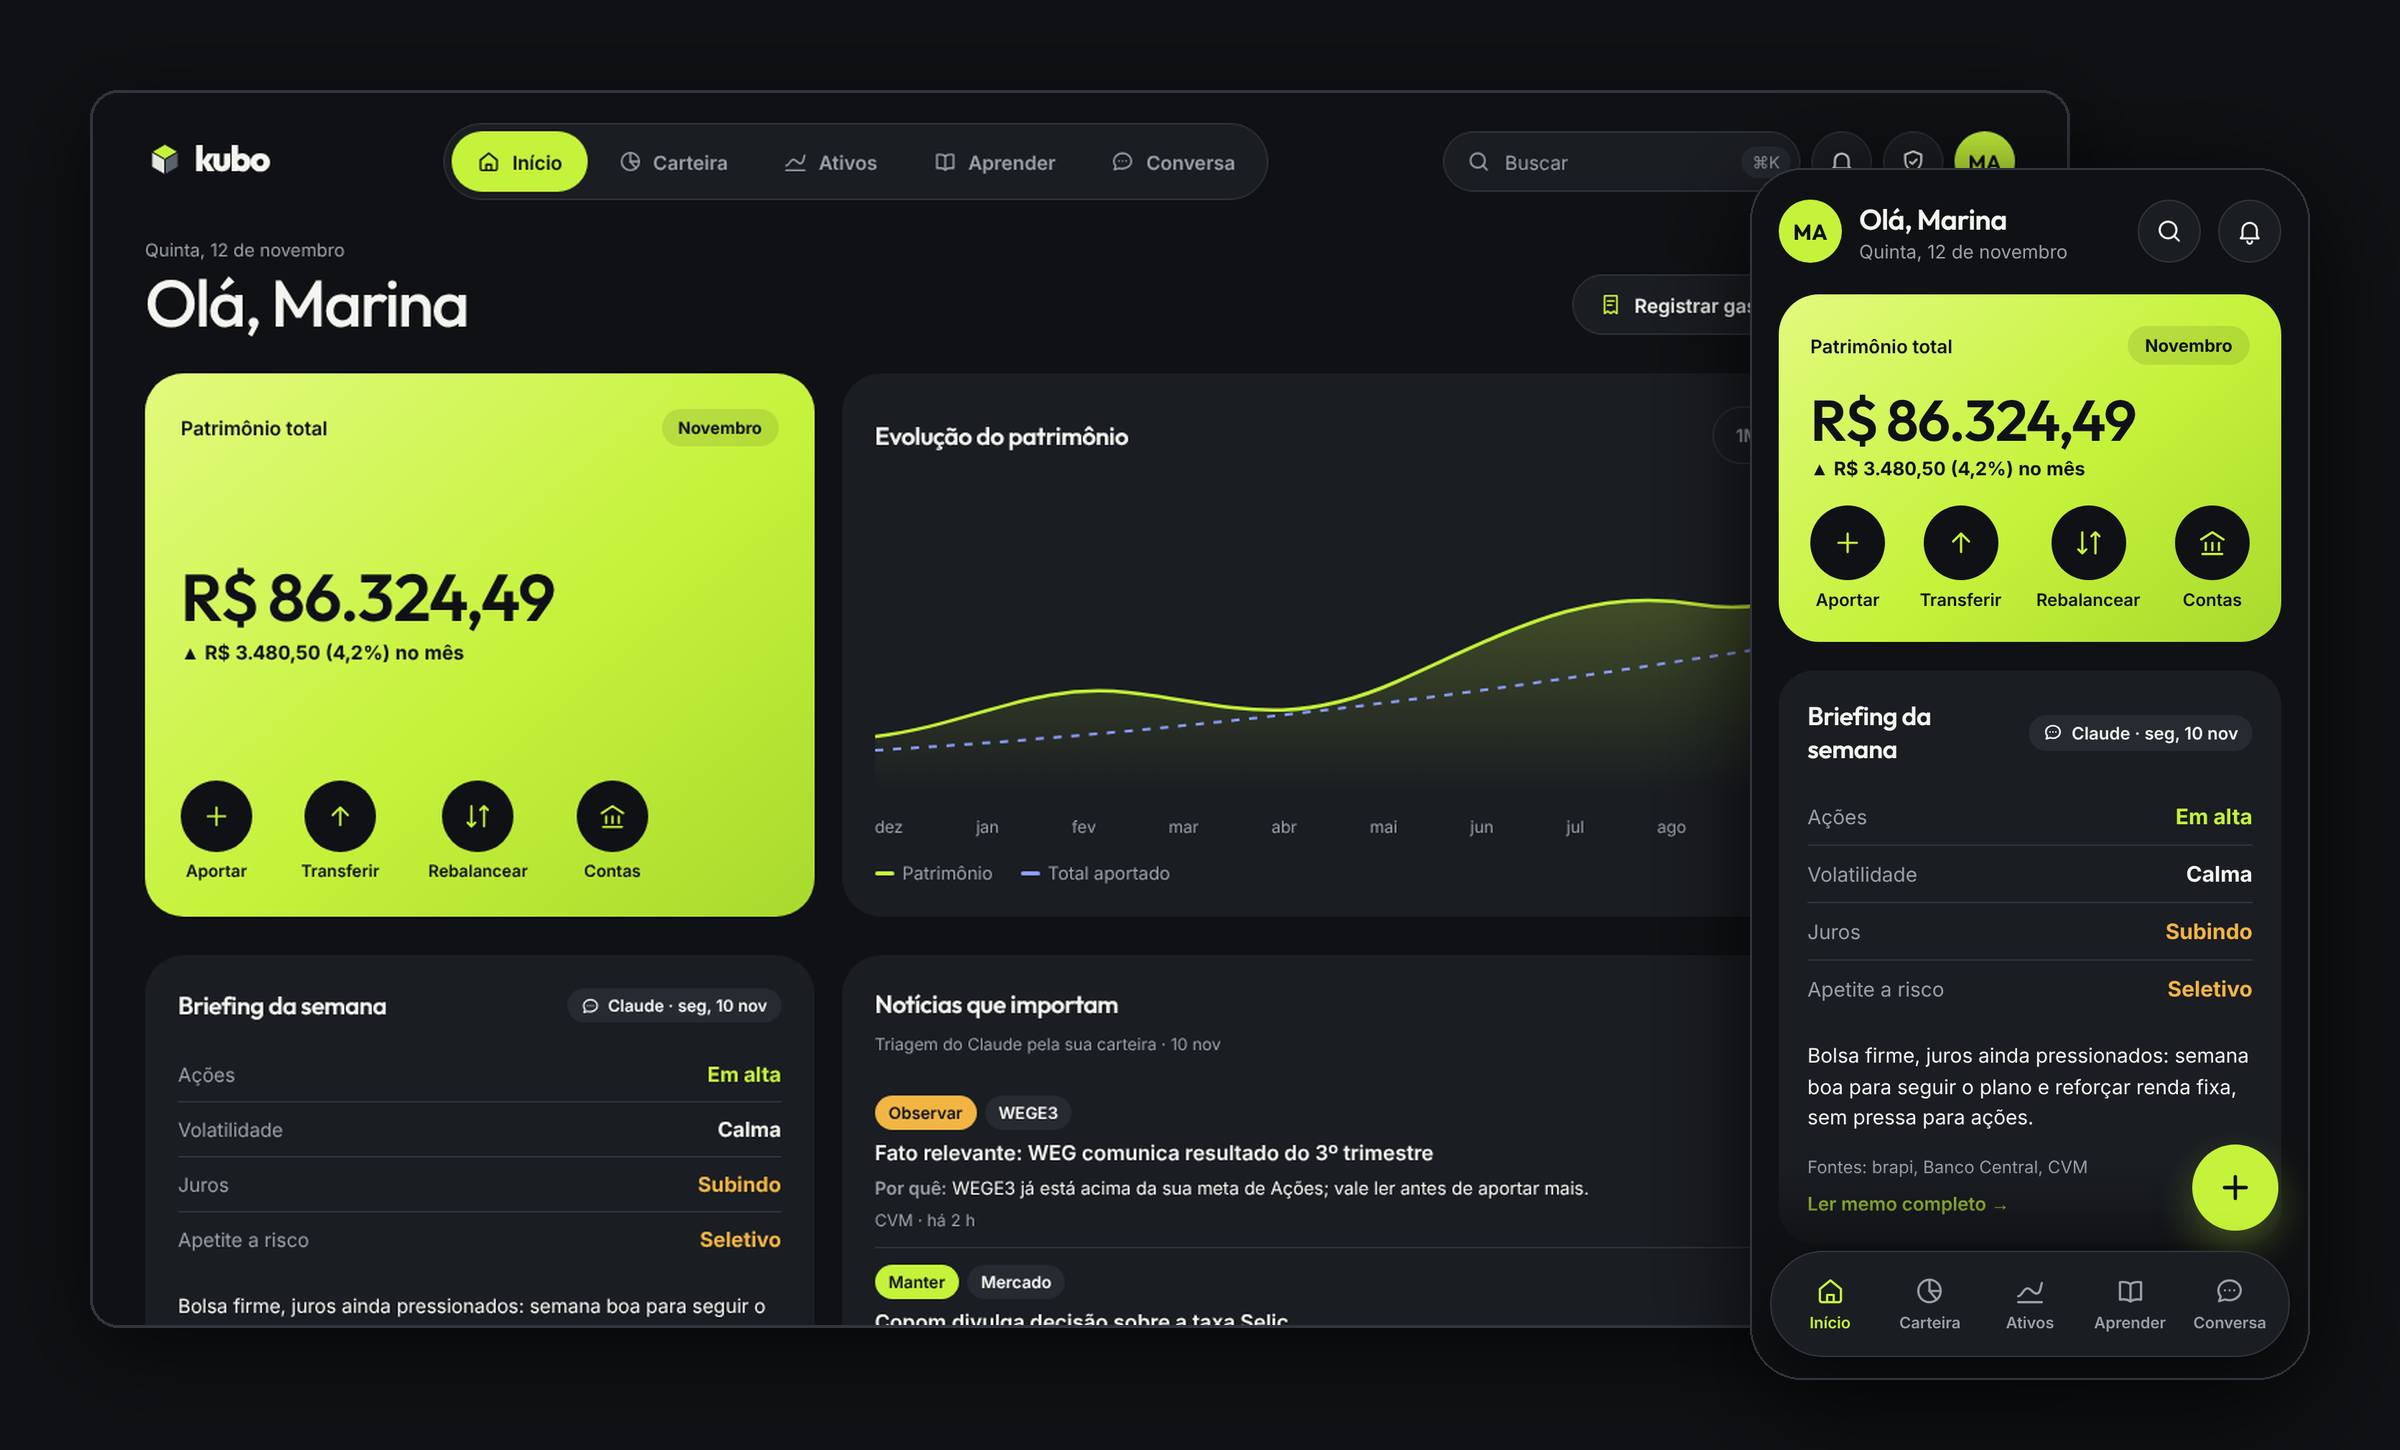 kubo
Início
Carteira
Ativos
Aprender
Conversa
Buscar
⌘K
MA
Quinta, 12 de novembro
Olá, Marina
Registrar
Patrimônio total
Novembro
R$ 86.324,49
▲ R$ 3.480,50 (4,2%) no mês
Aportar
Transferir
Rebalancear
Contas
Evolução do patrimônio
dez jan fev mar abr mai jun jul ago
Patrimônio
Total aportado
Briefing da semana
Claude · seg, 10 nov
Ações Em alta
Volatilidade Calma
Juros Subindo
Apetite a risco Seletivo
Bolsa firme, juros ainda pressionados: semana boa para seguir o
Notícias que importam
Triagem do Claude pela sua carteira · 10 nov
Observar
WEGE3
Fato relevante: WEG comunica resultado do 3º trimestre
Por quê: WEGE3 já está acima da sua meta de Ações; vale ler antes de aportar mais.
CVM · há 2 h
Manter
Mercado
Copom divulga decisão sobre a taxa Selic
MA
Olá, Marina
Quinta, 12 de novembro
Patrimônio total
Novembro
R$ 86.324,49
▲ R$ 3.480,50 (4,2%) no mês
Aportar
Transferir
Rebalancear
Contas
Briefing da
semana
Claude · seg, 10 nov
Ações Em alta
Volatilidade Calma
Juros Subindo
Apetite a risco Seletivo
Bolsa firme, juros ainda pressionados: semana
boa para seguir o plano e reforçar renda fixa,
sem pressa para ações.
Fontes: brapi, Banco Central, CVM
Ler memo completo →
Início
Carteira
Ativos
Aprender
Conversa